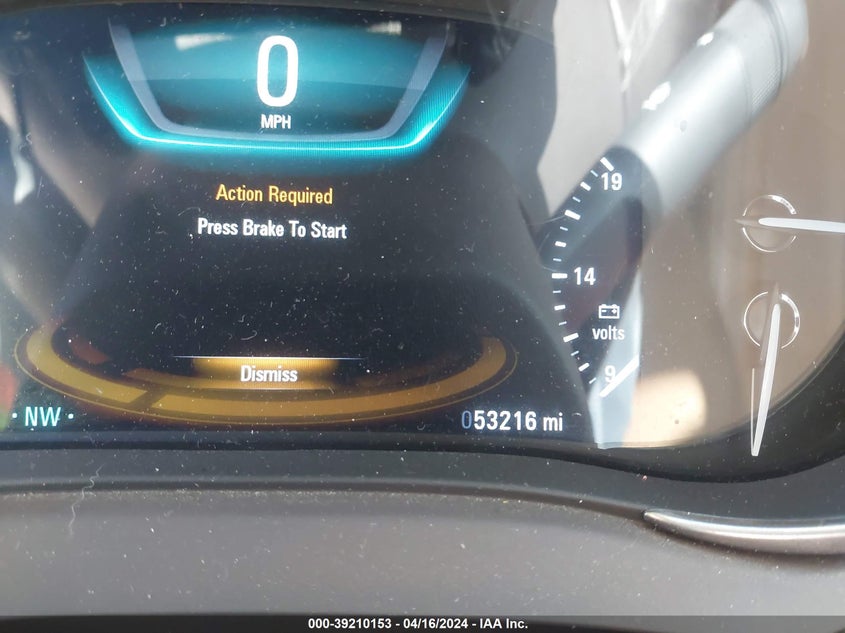 0
MPH
Action Required
Press Brake To Start
19
14
volts
9
Dismiss
· NW ·
053216 mi
000-39210153 - 04/16/2024 - IAA Inc.